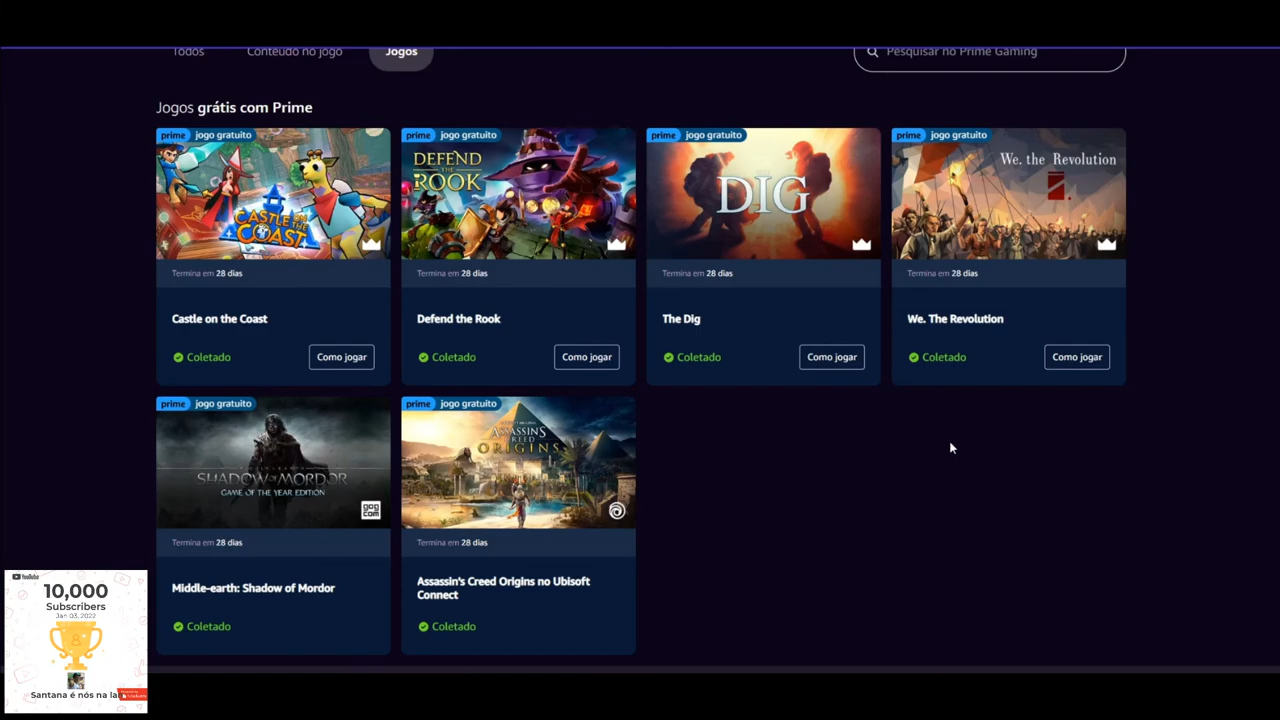 Todos Conteúdo no jogo Jogos Pesquisar no Prime Gaming
Jogos grátis com Prime
prime jogo gratuito
CASTLE ON THE COAST
Termina em 28 dias
Castle on the Coast
Coletado Como jogar
prime jogo gratuito
DEFEND THE ROOK
Termina em 28 dias
Defend the Rook
Coletado Como jogar
prime jogo gratuito
DIG
Termina em 28 dias
The Dig
Coletado Como jogar
prime jogo gratuito
We. the Revolution
Termina em 28 dias
We. The Revolution
Coletado Como jogar
prime jogo gratuito
SHADOW OF MORDOR
GAME OF THE YEAR EDITION
gog
com
Termina em 28 dias
Middle-earth: Shadow of Mordor
Coletado
prime jogo gratuito
ASSASSIN'S
CREED
ORIGINS
Termina em 28 dias
Assassin's Creed Origins no Ubisoft
Connect
Coletado
YouTube
10,000
Subscribers
Jan 03, 2022
Santana é nós na la